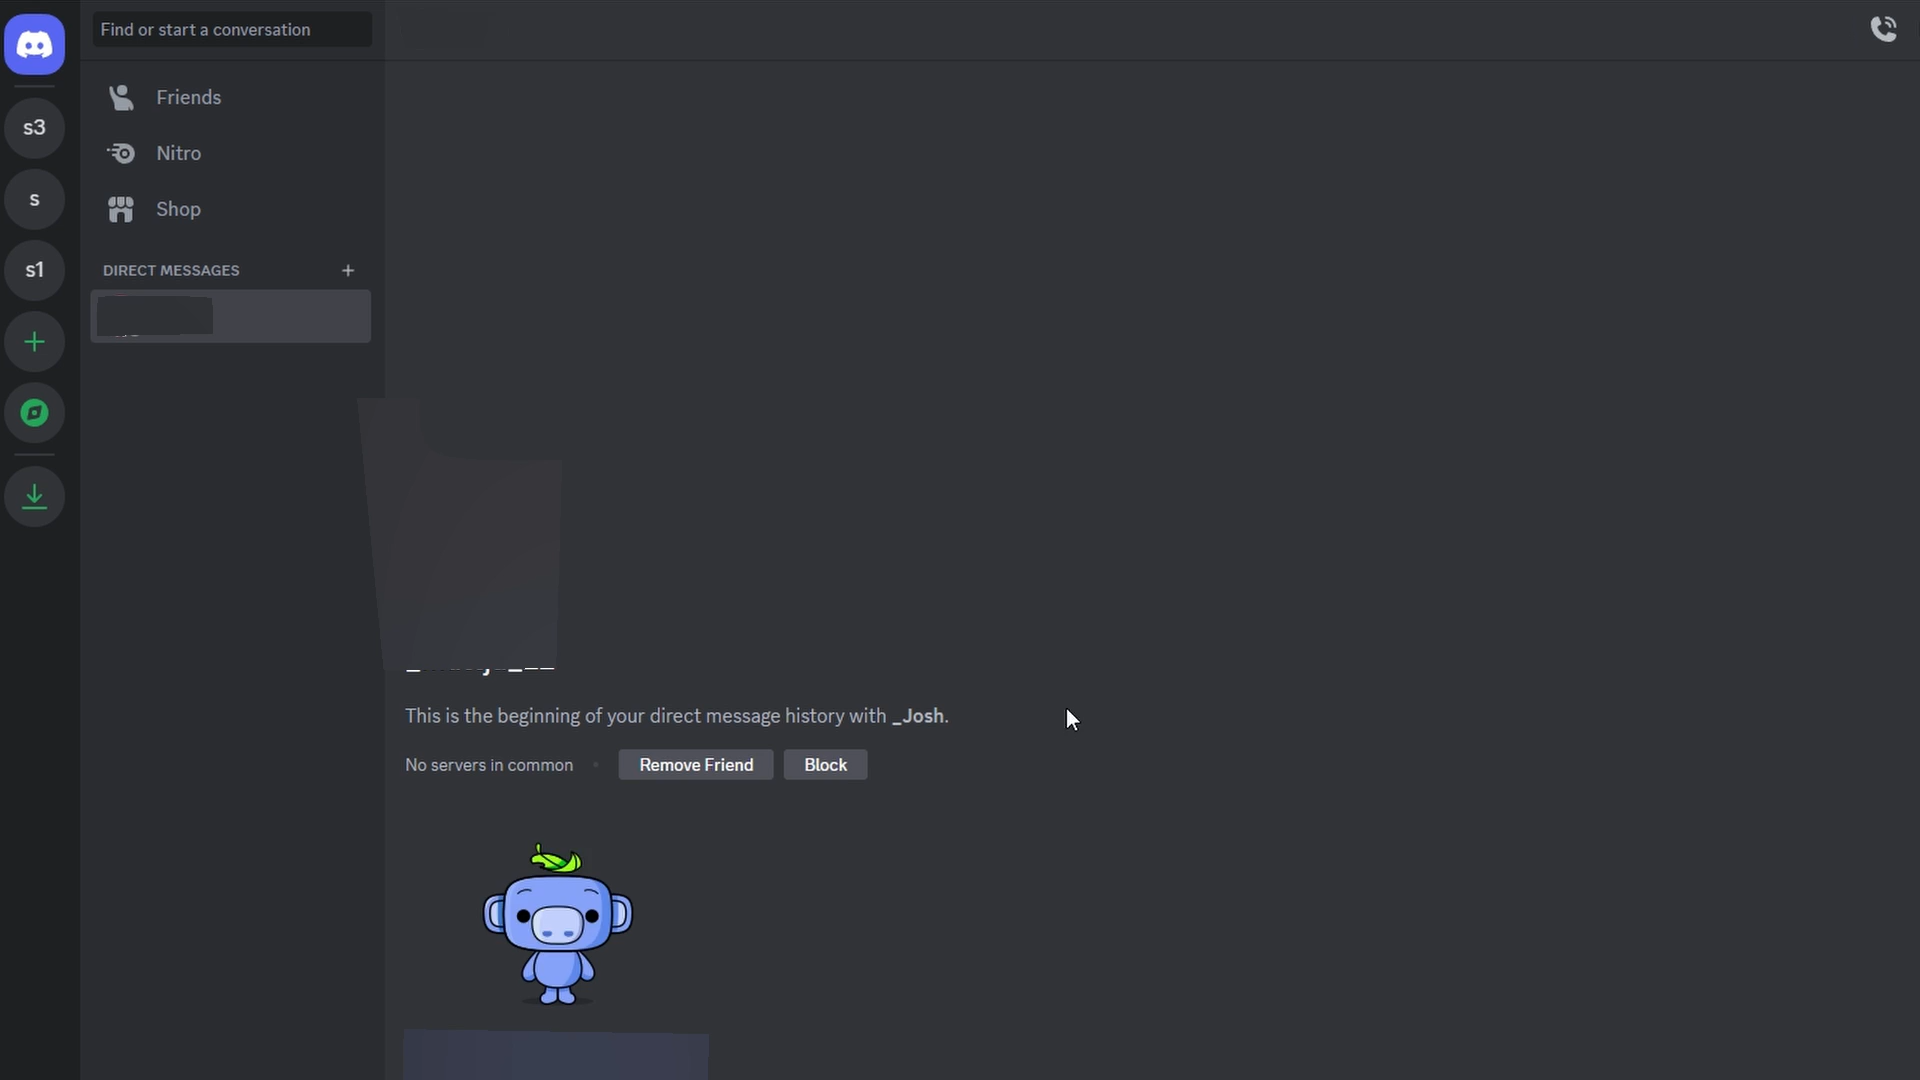 Find or start a conversation
Friends
s3
Nitro
s
Shop
s1
DIRECT MESSAGES
This is the beginning of your direct message history with _Josh.
No servers in common
Remove Friend
Block